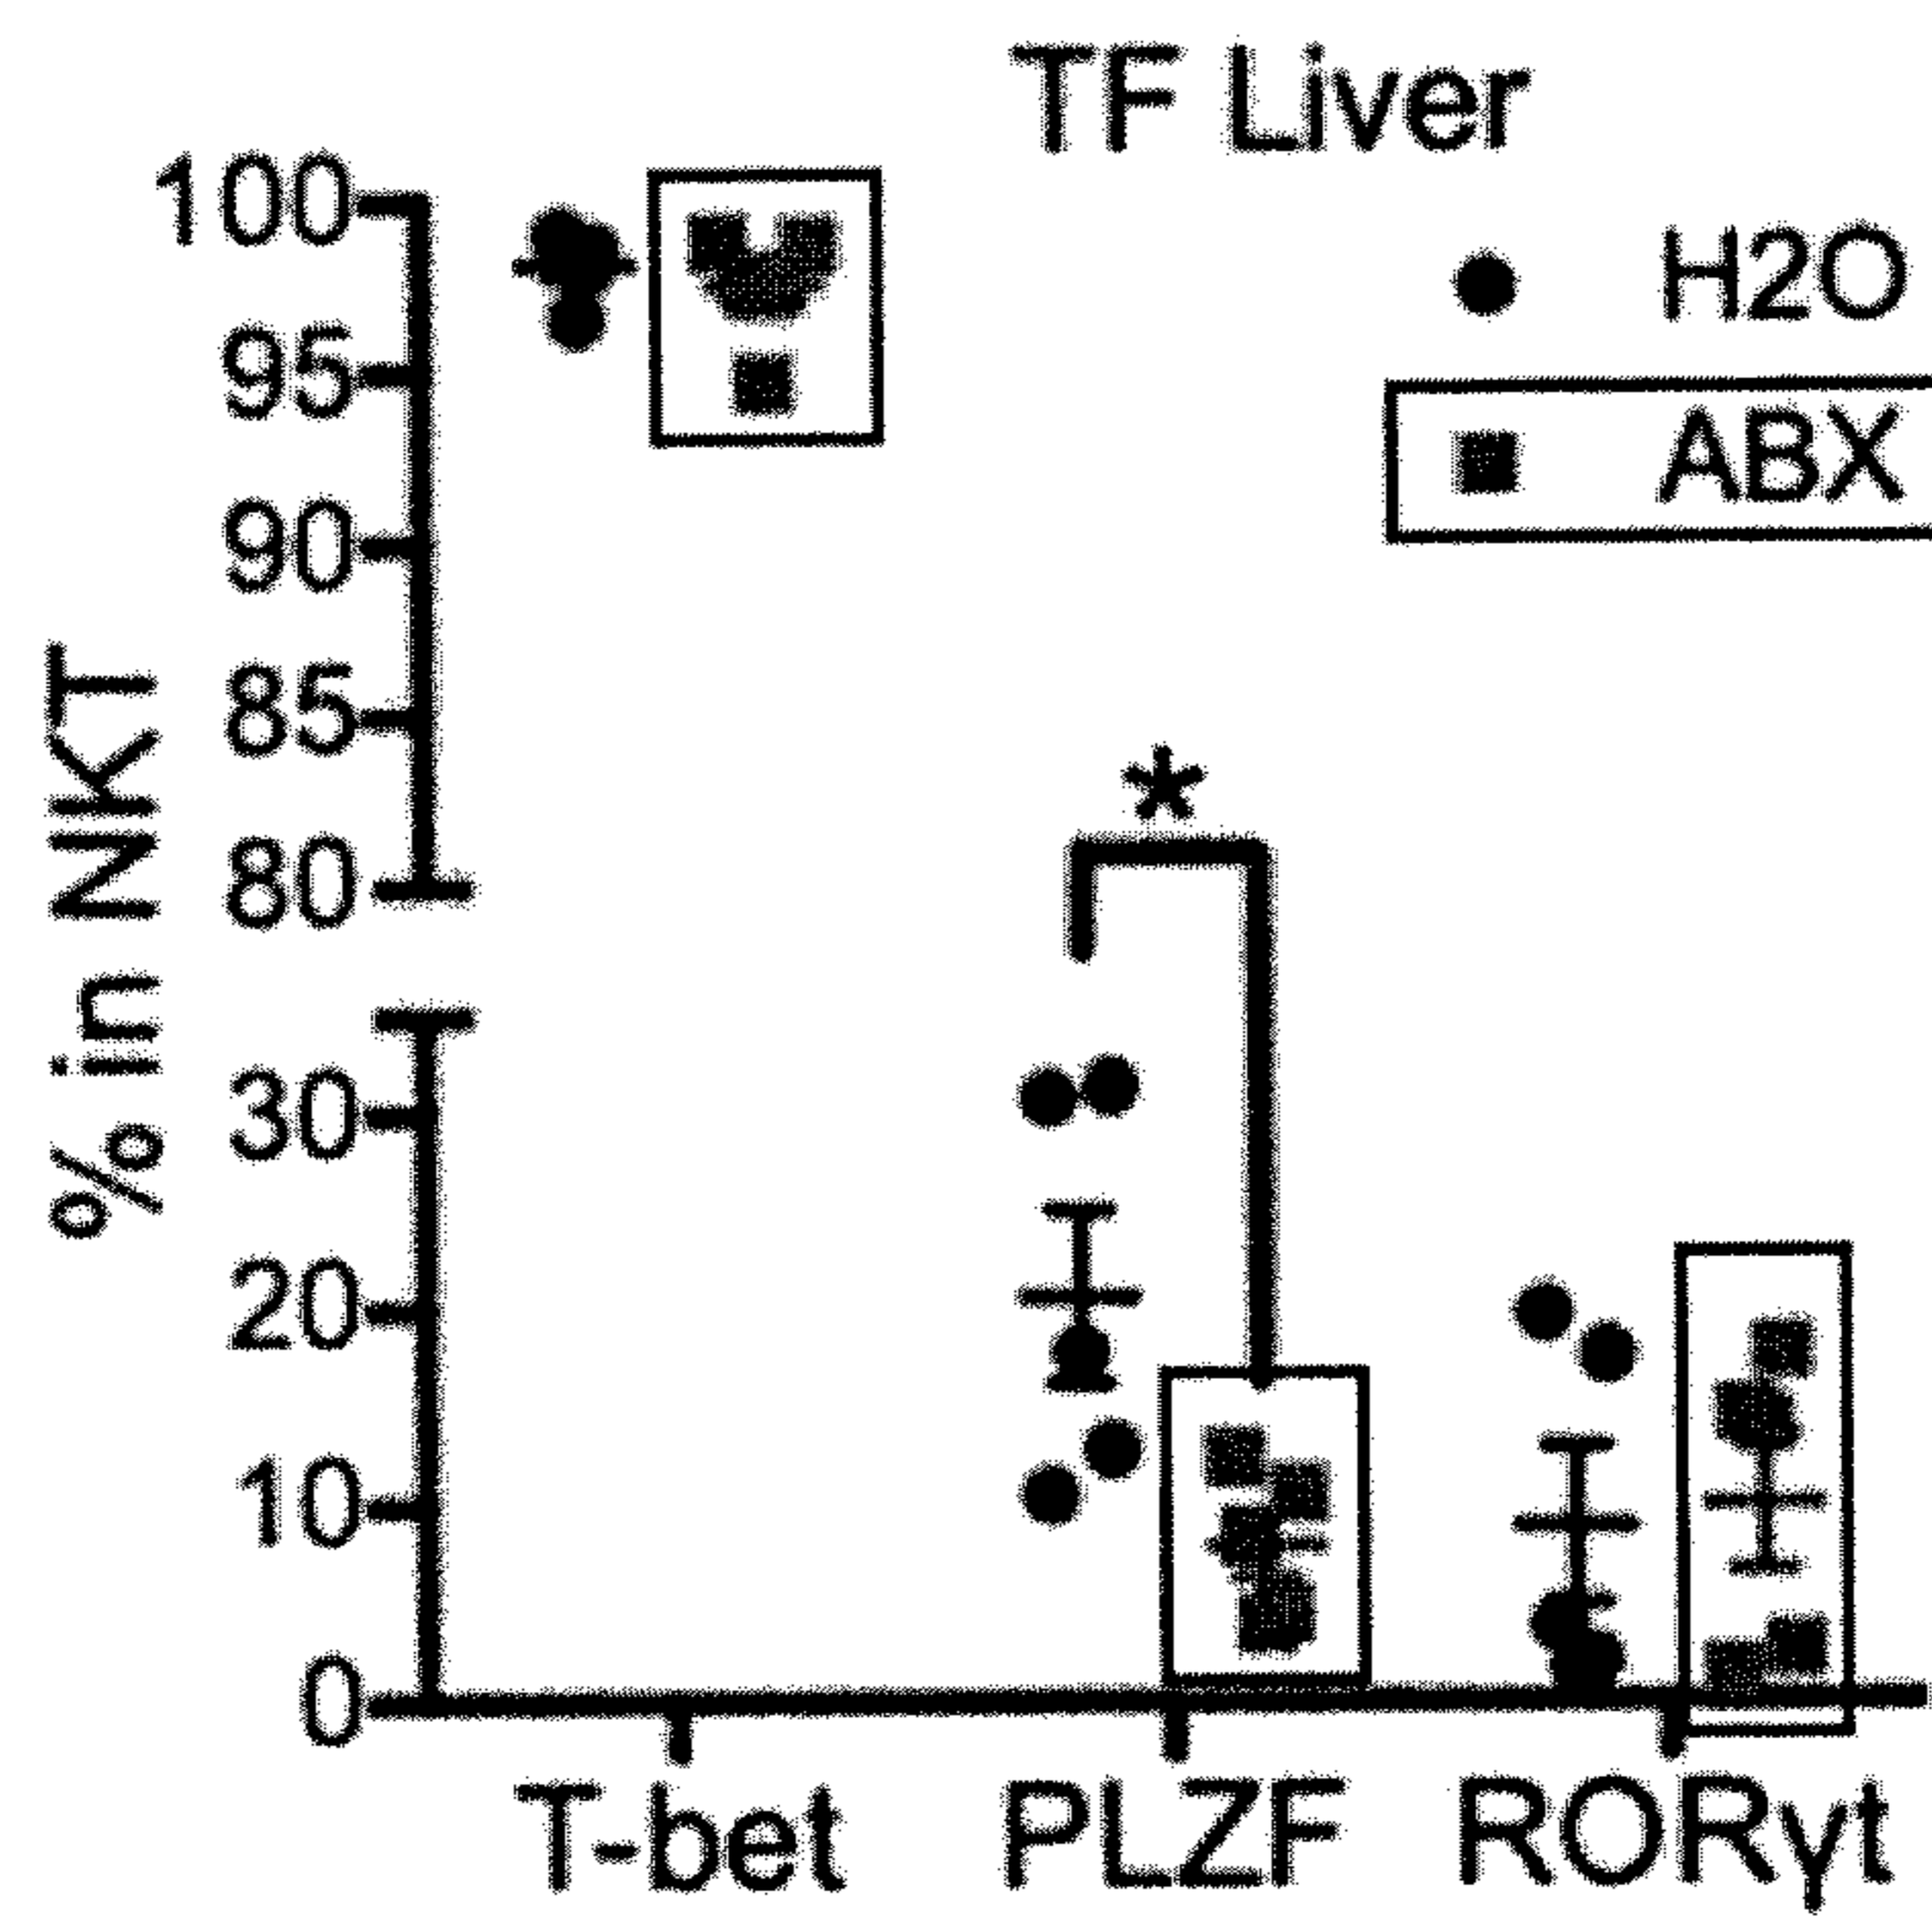 TF Liver
H2O
ABX
% in NKT
100
95
90
85
80
30
20
10
0
*
T-bet PLZF RORγt